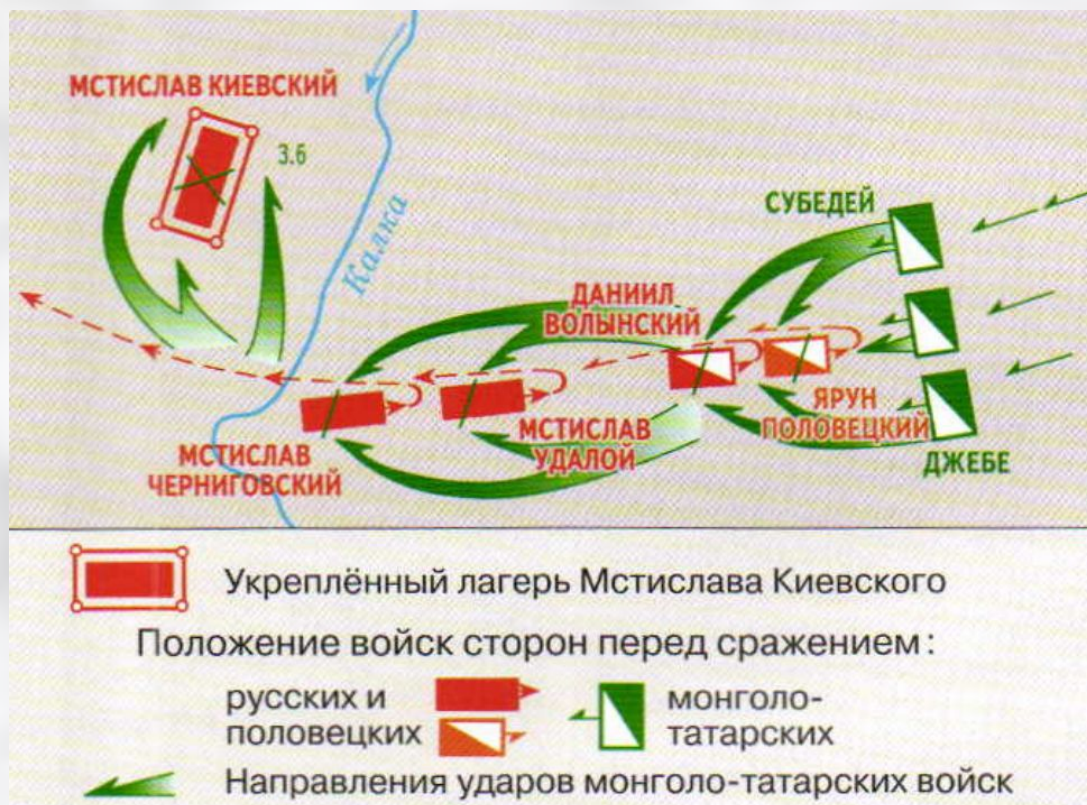 МСТИСЛАВ КИЕВСКИЙ
3.6
Калка
СУБЕДЕЙ
ДАНИИЛ
ВОЛЫНСКИЙ
ЯРУН
ПОЛОВЕЦКИЙ
МСТИСЛАВ
УДАЛОЙ
ДЖЕБЕ
МСТИСЛАВ
ЧЕРНИГОВСКИЙ
Укреплённый лагерь Мстислава Киевского
Положение войск сторон перед сражением:
русских и
половецких
монголо-
татарских
Направления ударов монголо-татарских войск